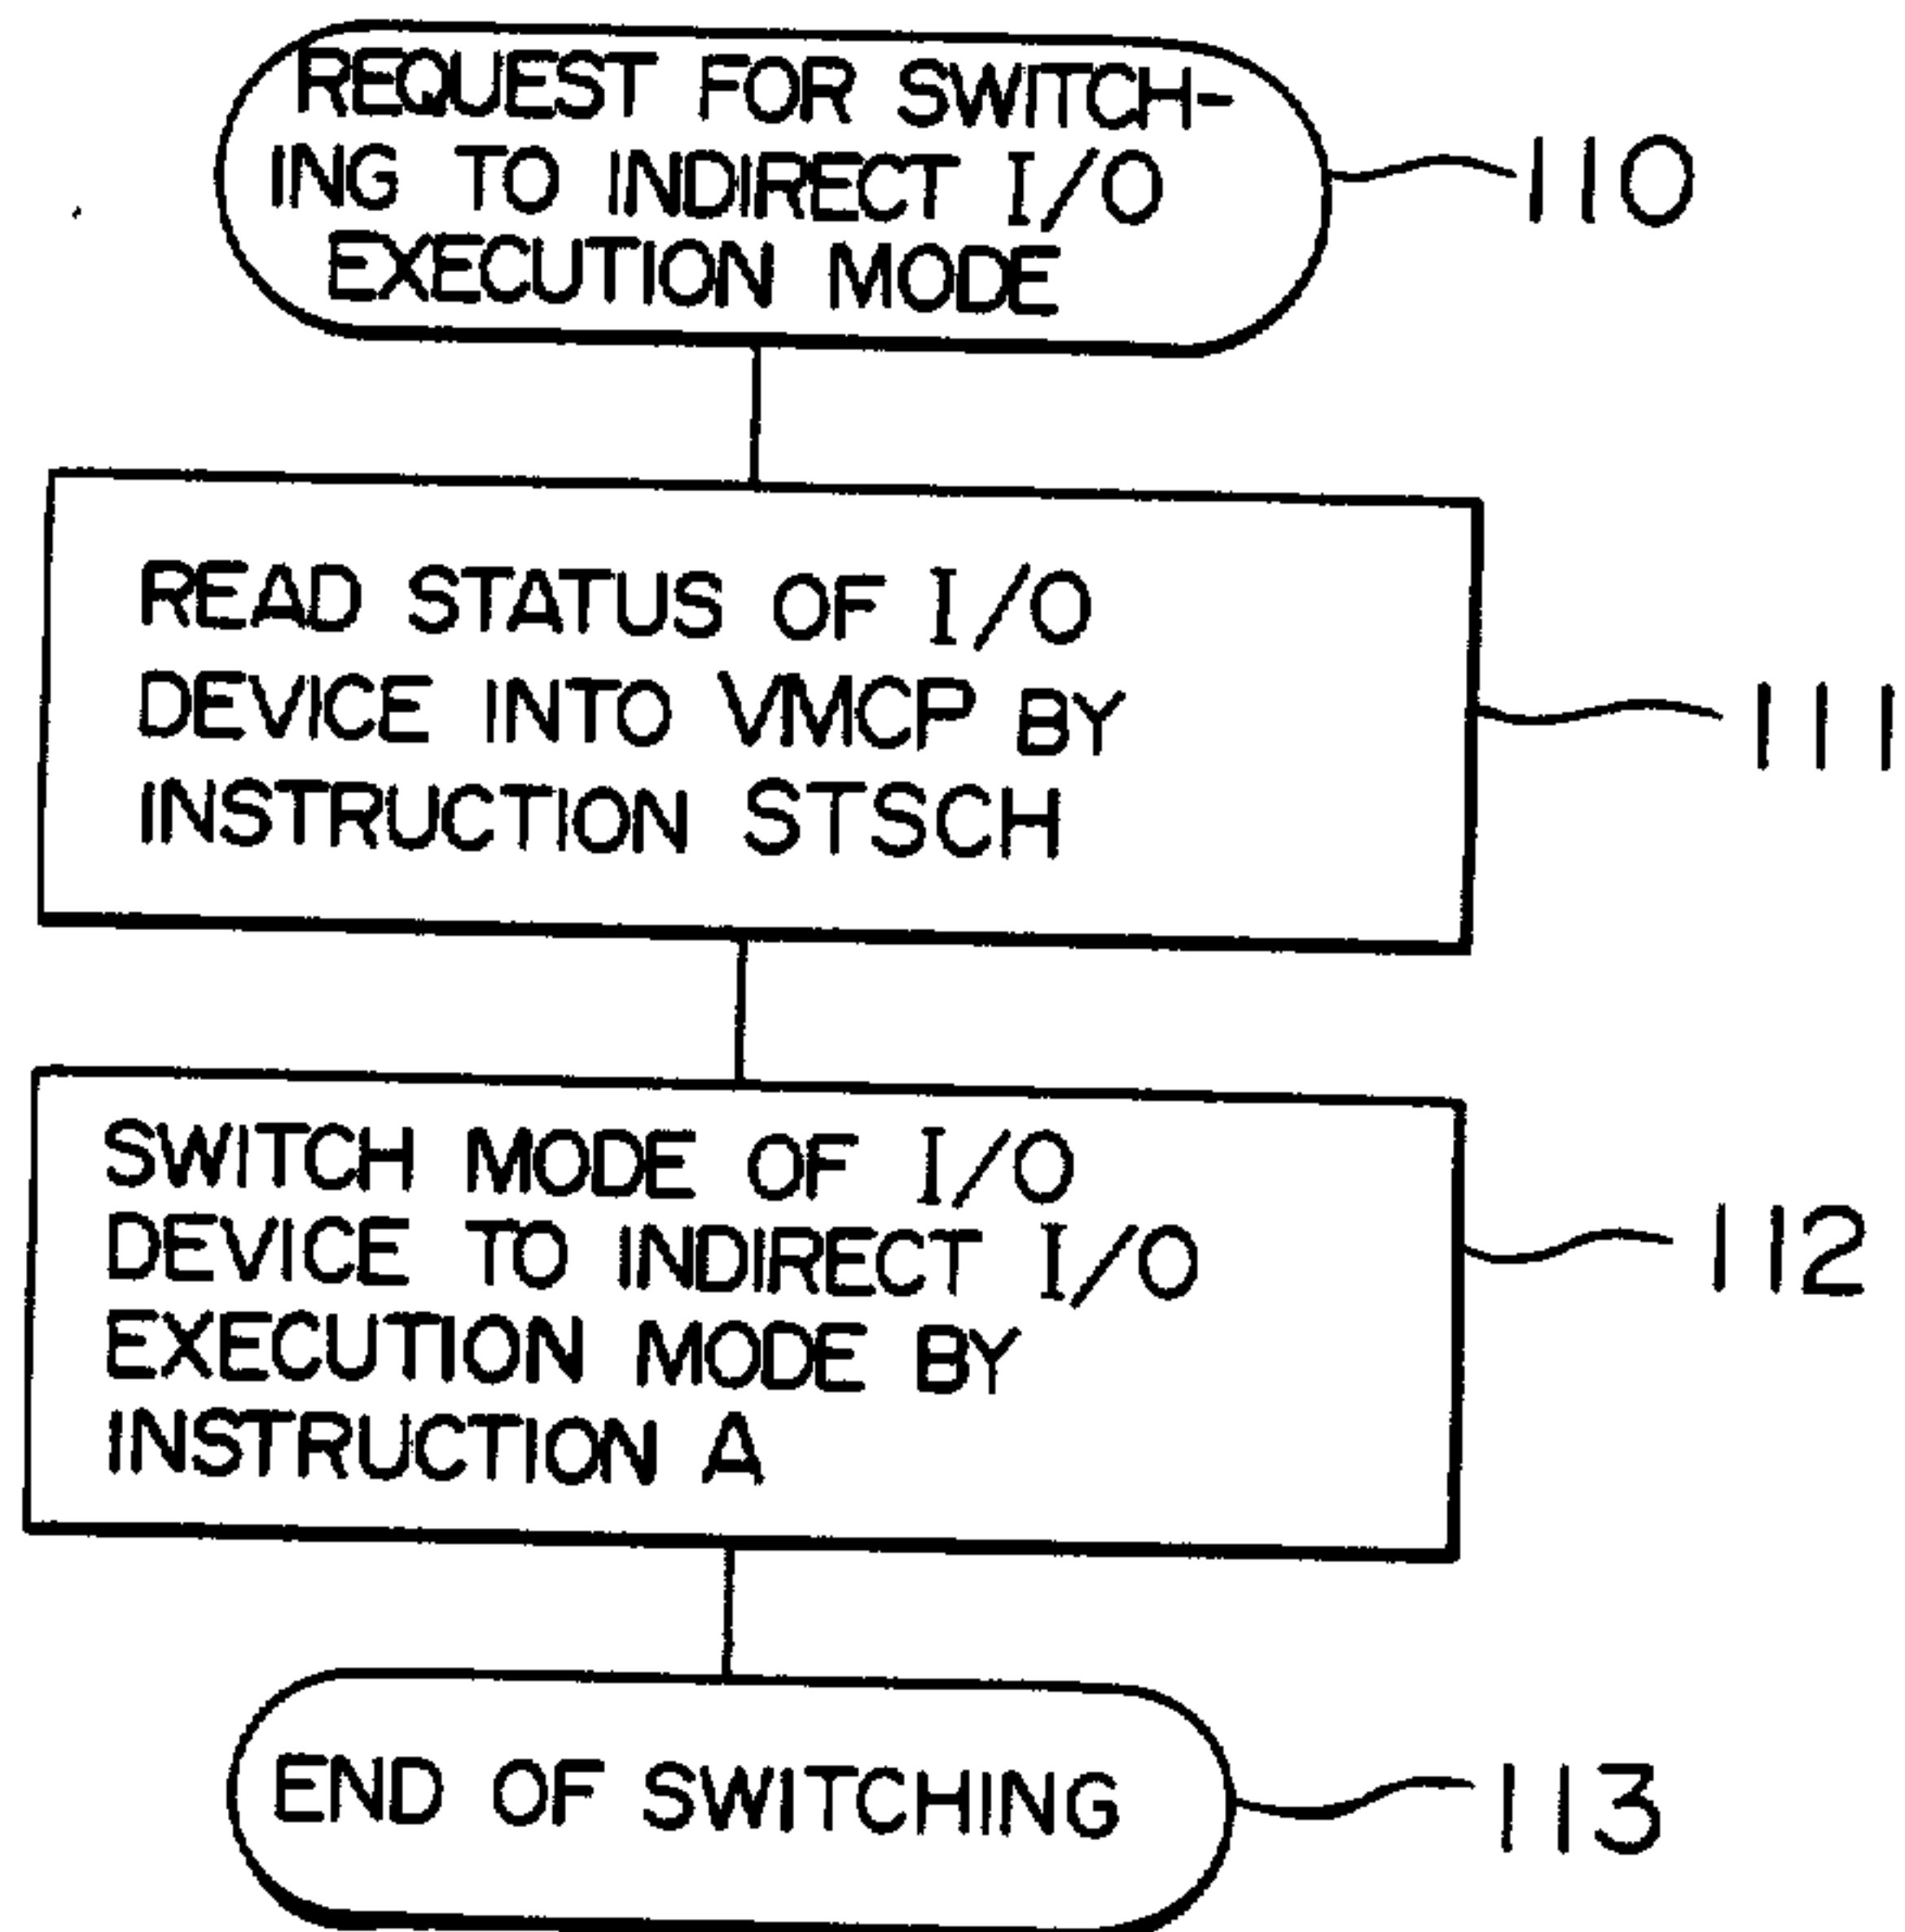 REQUEST FOR SWITCH-
ING TO INDIRECT I/O
EXECUTION MODE
110
READ STATUS OF I/O
DEVICE INTO VMCP BY
INSTRUCTION STSCH
111
SWITCH MODE OF I/O
DEVICE TO INDIRECT I/O
EXECUTION MODE BY
INSTRUCTION A
112
END OF SWITCHING
113